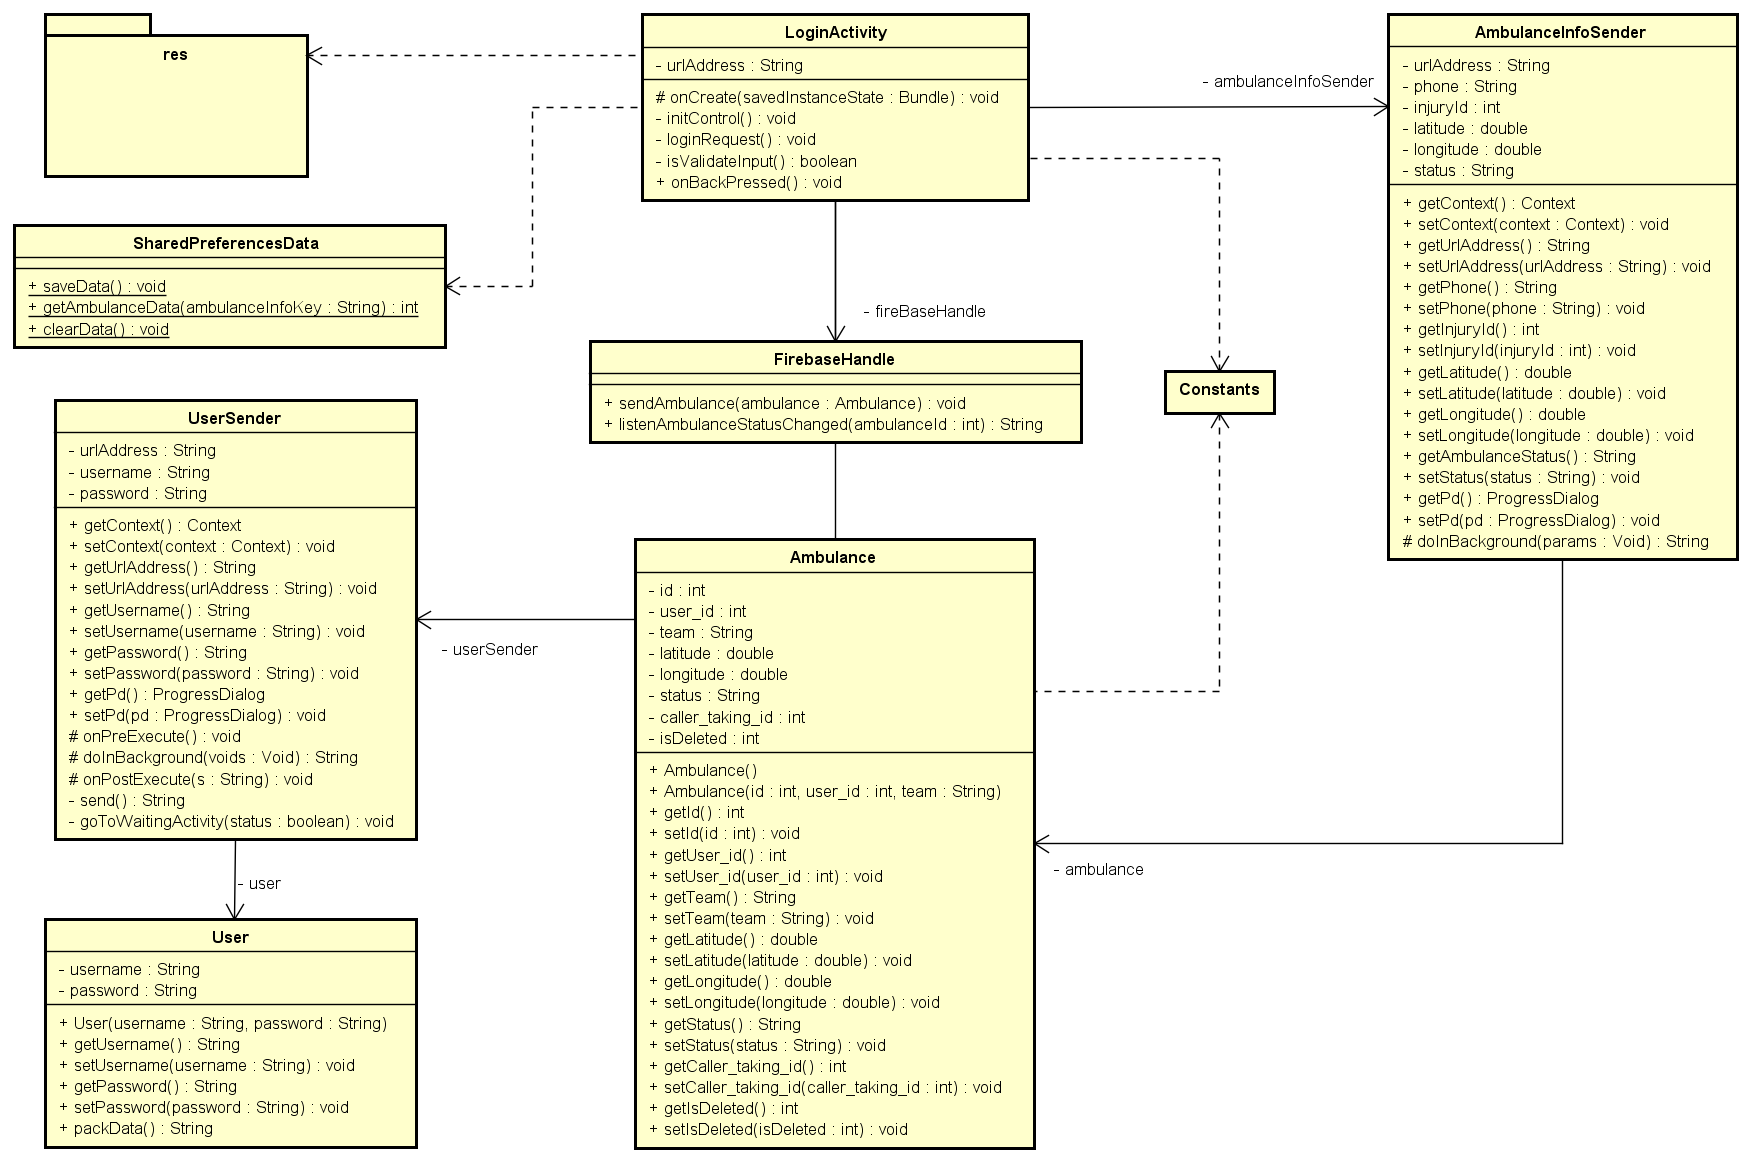 res
LoginActivity
- urlAddress : String
# onCreate(savedInstanceState : Bundle) : void
- initControl() : void
- loginRequest() : void
- isValidateInput() : boolean
+ onBackPressed() : void
- ambulanceInfoSender
AmbulanceInfoSender
- urlAddress : String
- phone : String
- injuryId : int
- latitude : double
- longitude : double
- status : String
+ getContext() : Context
+ setContext(context : Context) : void
+ getUrlAddress() : String
+ setUrlAddress(urlAddress : String) : void
+ getPhone() : String
+ setPhone(phone : String) : void
+ getInjuryId() : int
+ setInjuryId(injuryId : int) : void
+ getLatitude() : double
+ setLatitude(latitude : double) : void
+ getLongitude() : double
+ setLongitude(longitude : double) : void
+ getAmbulanceStatus() : String
+ setStatus(status : String) : void
+ getPd() : ProgressDialog
+ setPd(pd : ProgressDialog) : void
# doInBackground(params : Void) : String
SharedPreferencesData
+ saveData() : void
+ getAmbulanceData(ambulanceInfoKey : String) : int
+ clearData() : void
- fireBaseHandle
FirebaseHandle
+ sendAmbulance(ambulance : Ambulance) : void
+ listenAmbulanceStatusChanged(ambulanceId : int) : String
Constants
UserSender
- urlAddress : String
- username : String
- password : String
+ getContext() : Context
+ setContext(context : Context) : void
+ getUrlAddress() : String
+ setUrlAddress(urlAddress : String) : void
+ getUsername() : String
+ setUsername(username : String) : void
+ getPassword() : String
+ setPassword(password : String) : void
+ getPd() : ProgressDialog
+ setPd(pd : ProgressDialog) : void
# onPreExecute() : void
# doInBackground(voids : Void) : String
# onPostExecute(s : String) : void
- send() : String
- goToWaitingActivity(status : boolean) : void
- userSender
Ambulance
- id : int
- user_id : int
- team : String
- latitude : double
- longitude : double
- status : String
- caller_taking_id : int
- isDeleted : int
+ Ambulance()
+ Ambulance(id : int, user_id : int, team : String)
+ getId() : int
+ setId(id : int) : void
+ getUser_id() : int
+ setUser_id(user_id : int) : void
+ getTeam() : String
+ setTeam(team : String) : void
+ getLatitude() : double
+ setLatitude(latitude : double) : void
+ getLongitude() : double
+ setLongitude(longitude : double) : void
+ getStatus() : String
+ setStatus(status : String) : void
+ getCaller_taking_id() : int
+ setCaller_taking_id(caller_taking_id : int) : void
+ getIsDeleted() : int
+ setIsDeleted(isDeleted : int) : void
- ambulance
- user
User
- username : String
- password : String
+ User(username : String, password : String)
+ getUsername() : String
+ setUsername(username : String) : void
+ getPassword() : String
+ setPassword(password : String) : void
+ packData() : String